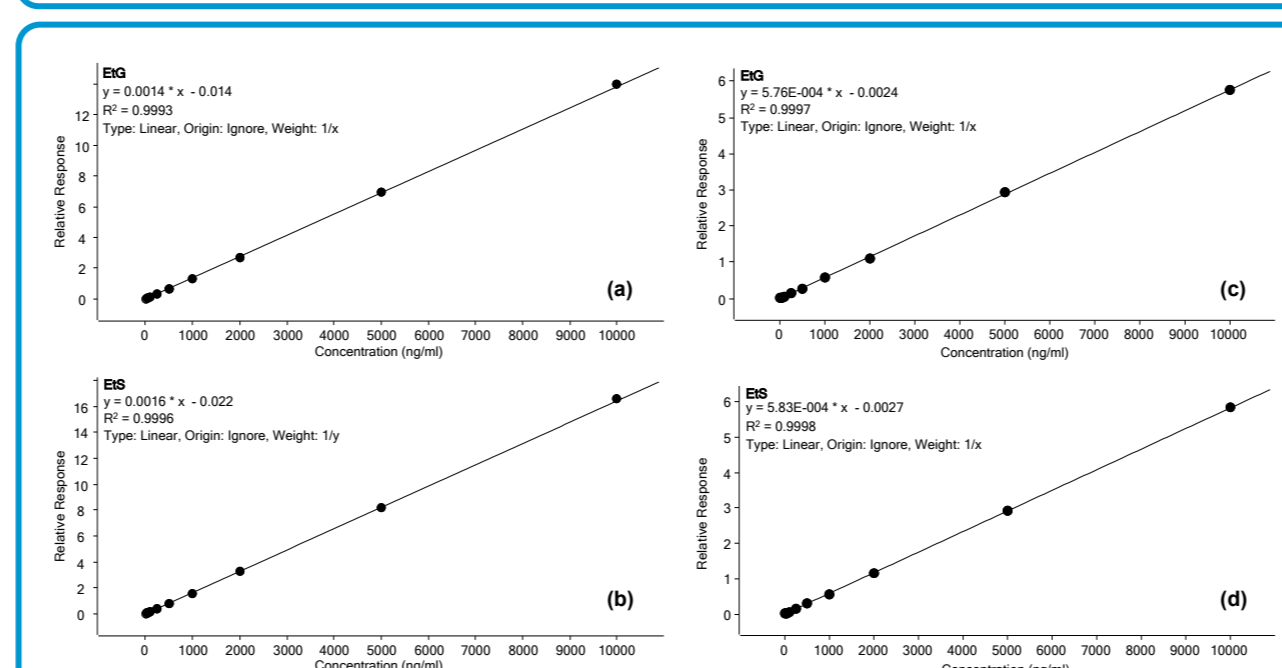 EtG
y = 0.0014 * x - 0.014
R² = 0.9993
Type: Linear, Origin: Ignore, Weight: 1/x
Relative Response
12
10
8
6
4
2
0
(a)
0 1000 2000 3000 4000 5000 6000 7000 8000 9000 10000
Concentration (ng/ml)
EtS
y = 0.0016 * x - 0.022
R² = 0.9996
Type: Linear, Origin: Ignore, Weight: 1/y
Relative Response
16
14
12
10
8
6
4
2
0
(b)
0 1000 2000 3000 4000 5000 6000 7000 8000 9000 10000
Concentration (ng/ml)
EtG
y = 5.76E-004 * x - 0.0024
R² = 0.9997
Type: Linear, Origin: Ignore, Weight: 1/x
Relative Response
6
5
4
3
2
1
0
(c)
0 1000 2000 3000 4000 5000 6000 7000 8000 9000 10000
Concentration (ng/ml)
EtS
y = 5.83E-004 * x - 0.0027
R² = 0.9998
Type: Linear, Origin: Ignore, Weight: 1/x
Relative Response
6
5
4
3
2
1
0
(d)
0 1000 2000 3000 4000 5000 6000 7000 8000 9000 10000
Concentration (ng/ml)